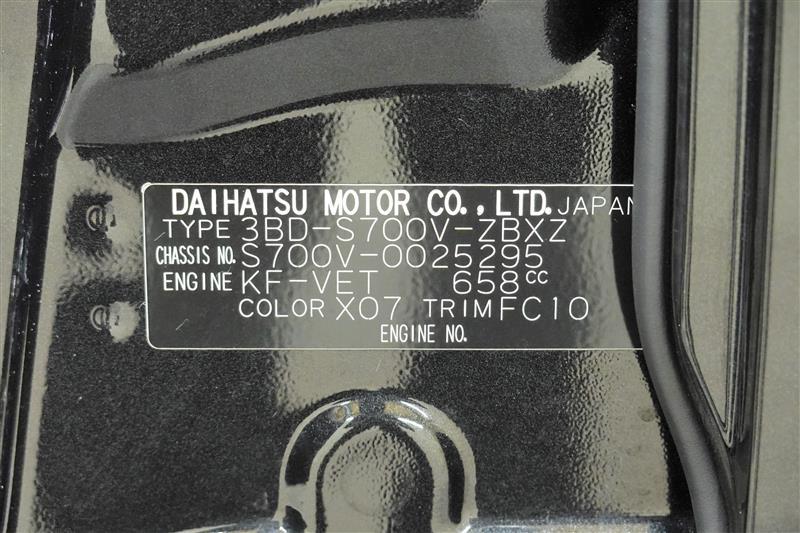 DAIHATSU MOTOR CO., LTD. JAPAN
TYPE 3BD-S700V-ZBXZ
CHASSIS NO. S700V-0025295
ENGINE KF-VET 658cc
COLOR X07 TRIM FC10
ENGINE NO.